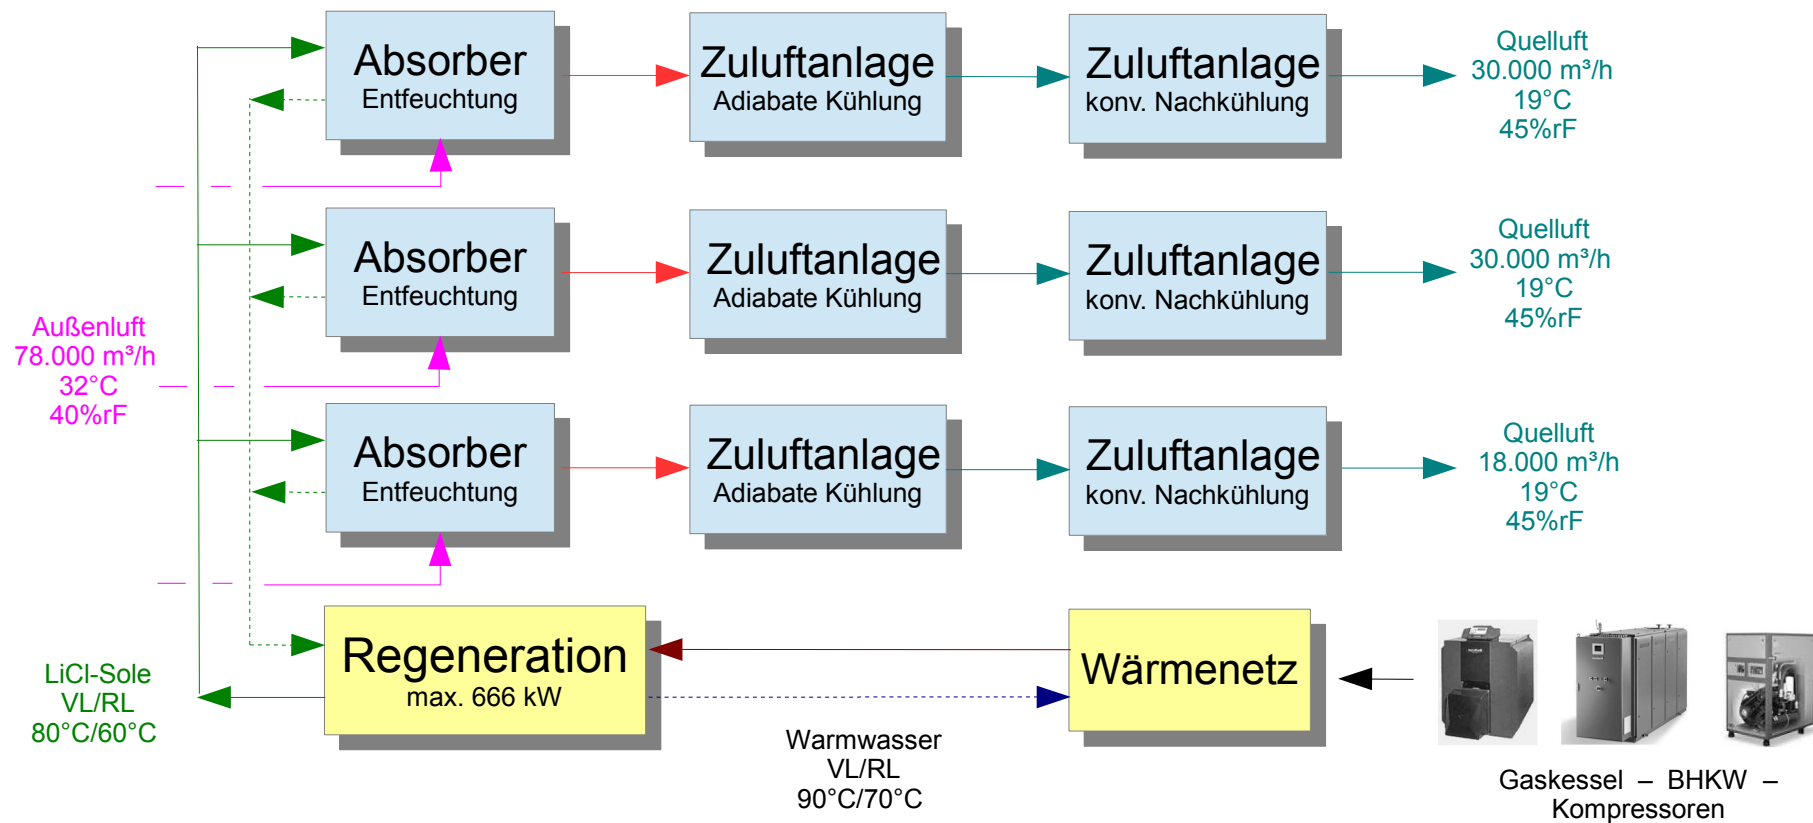 Absorber
Entfeuchtung
Zuluftanlage
Adiabate Kühlung
Zuluftanlage
konv. Nachkühlung
Quelluft
30.000 m³/h
19°C
45%rF
Absorber
Entfeuchtung
Zuluftanlage
Adiabate Kühlung
Zuluftanlage
konv. Nachkühlung
Quelluft
30.000 m³/h
19°C
45%rF
Außenluft
78.000 m³/h
32°C
40%rF
Absorber
Entfeuchtung
Zuluftanlage
Adiabate Kühlung
Zuluftanlage
konv. Nachkühlung
Quelluft
18.000 m³/h
19°C
45%rF
LiCl-Sole
VL/RL
80°C/60°C
Regeneration
max. 666 kW
Warmwasser
VL/RL
90°C/70°C
Wärmenetz
Gaskessel – BHKW –
Kompressoren